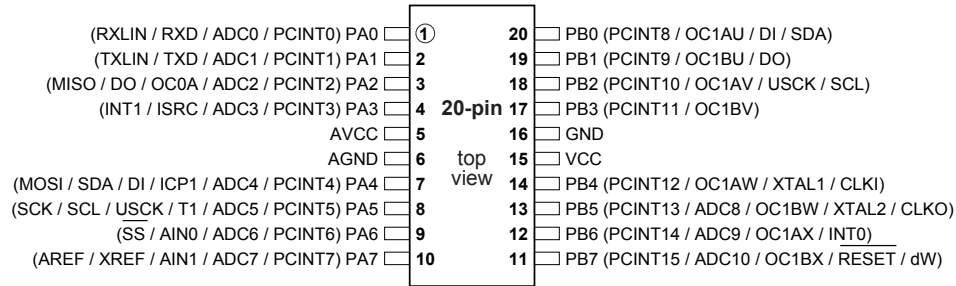 (RXLIN / RXD / ADC0 / PCINT0) PA0 1 20 PB0 (PCINT8 / OC1AU / DI / SDA)
(TXLIN / TXD / ADC1 / PCINT1) PA1 2 19 PB1 (PCINT9 / OC1BU / DO)
(MISO / DO / OC0A / ADC2 / PCINT2) PA2 3 18 PB2 (PCINT10 / OC1AV / USCK / SCL)
(INT1 / ISRC / ADC3 / PCINT3) PA3 4 20-pin 17 PB3 (PCINT11 / OC1BV)
AVCC 5 16 GND
AGND 6 top 15 VCC
view
(MOSI / SDA / DI / ICP1 / ADC4 / PCINT4) PA4 7 14 PB4 (PCINT12 / OC1AW / XTAL1 / CLKI)
(SCK / SCL / USCK / T1 / ADC5 / PCINT5) PA5 8 13 PB5 (PCINT13 / ADC8 / OC1BW / XTAL2 / CLKO)
(SS / AIN0 / ADC6 / PCINT6) PA6 9 12 PB6 (PCINT14 / ADC9 / OC1AX / INT0)
(AREF / XREF / AIN1 / ADC7 / PCINT7) PA7 10 11 PB7 (PCINT15 / ADC10 / OC1BX / RESET / dW)